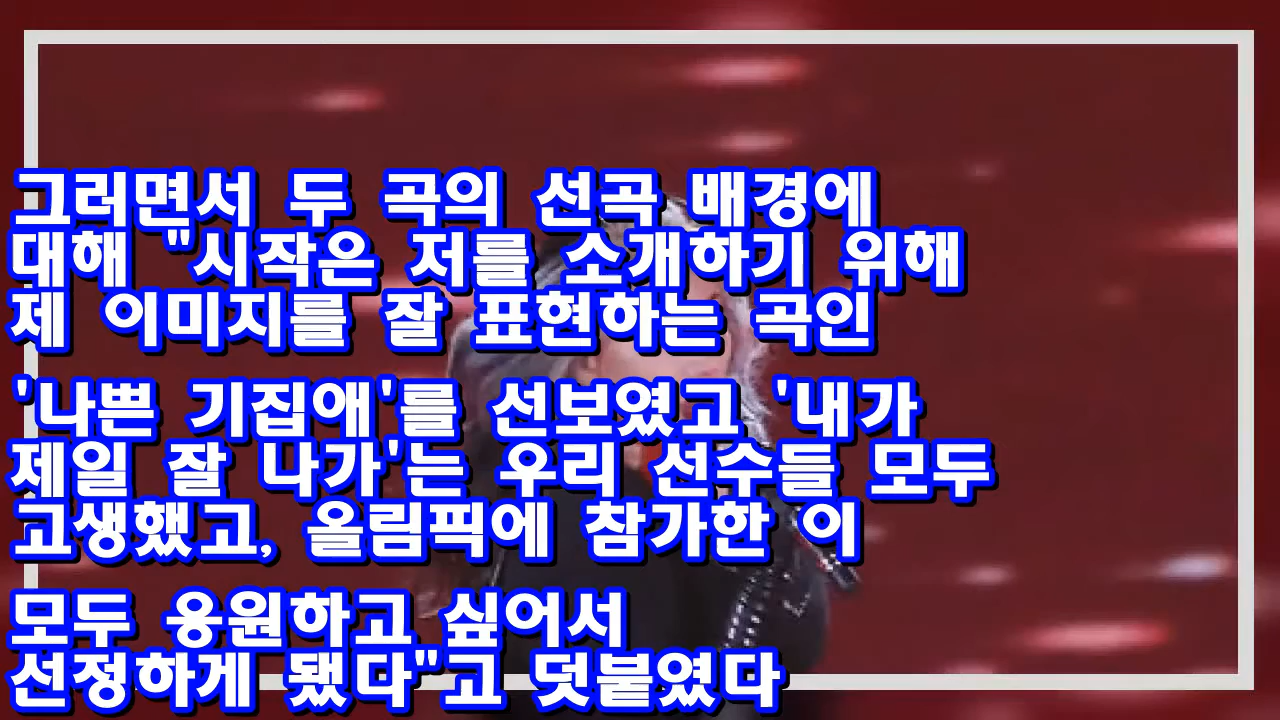 그러면서 두 곡의 선곡 배경에
대해 "시작은 저를 소개하기 위해
제 이미지를 잘 표현하는 곡인
'나쁜 기집애'를 선보였고, '내가
제일 잘 나가'는 우리 선수들 모두
고생했고, 올림픽에 참가한 이
모두 응원하고 싶어서
선정하게 됐다"고 덧붙였다